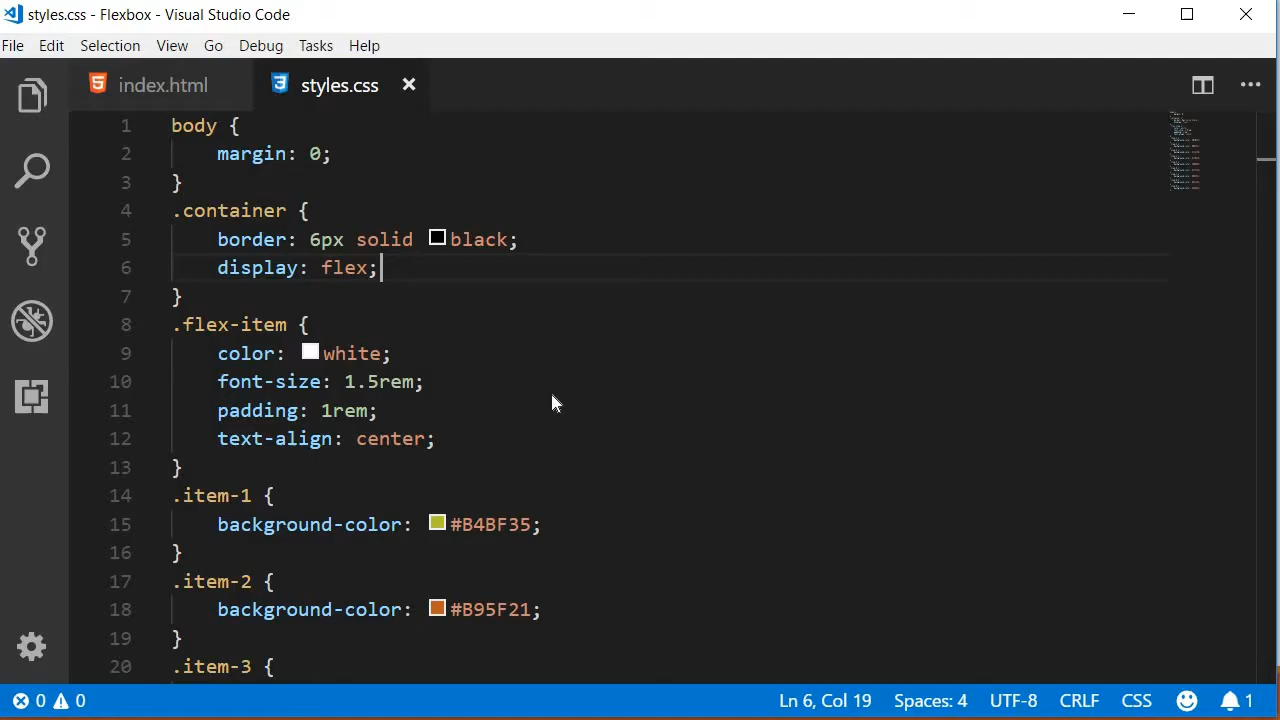 styles.css - Flexbox - Visual Studio Code
File Edit Selection View Go Debug Tasks Help
index.html styles.css
1 body {
2 margin: 0;
3 }
4 .container {
5 border: 6px solid black;
6 display: flex;
7 }
8 .flex-item {
9 color: white;
10 font-size: 1.5rem;
11 padding: 1rem;
12 text-align: center;
13 }
14 .item-1 {
15 background-color: #B4BF35;
16 }
17 .item-2 {
18 background-color: #B95F21;
19 }
20 .item-3 {
0 0 Ln 6, Col 19 Spaces: 4 UTF-8 CRLF CSS 1